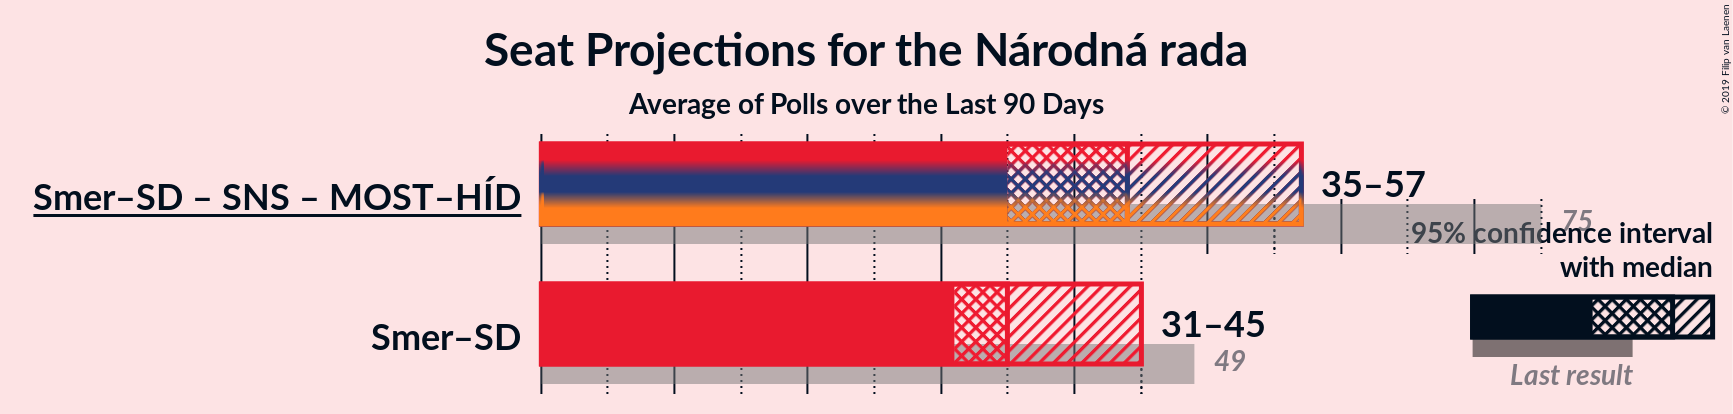 Seat Projections for the Národná rada
Average of Polls over the Last 90 Days
Smer–SD – SNS – MOST–HÍD
35–57
75
Smer–SD
31–45
49
95% confidence interval
with median
Last result
© 2019 Filip van Laenen